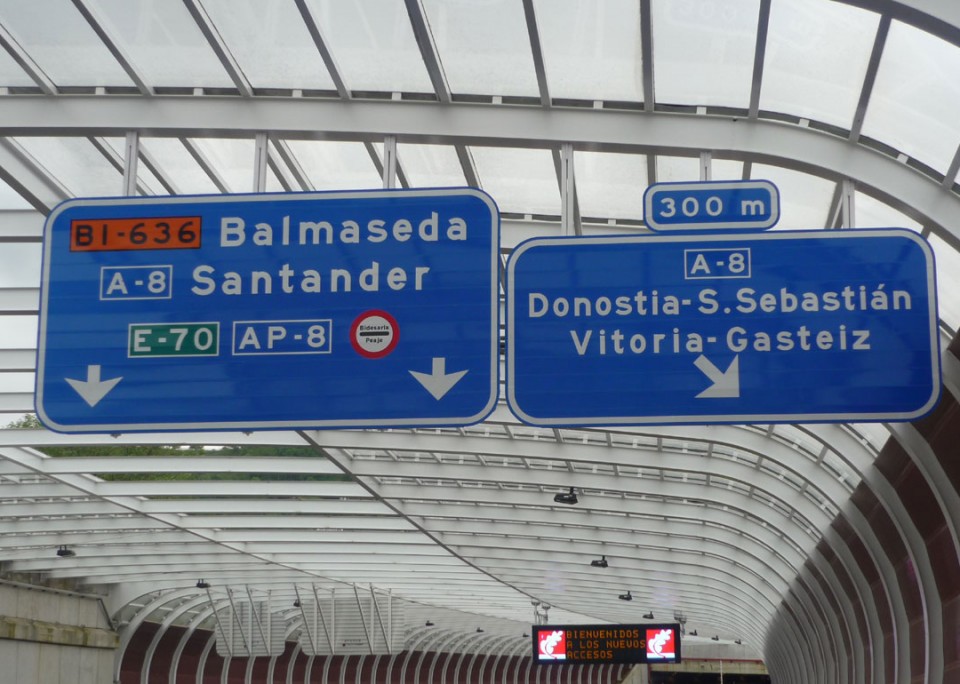 BI-636 Balmaseda
A-8 Santander
E-70 AP-8
Bidesaria
Peaje
300 m
A-8
Donostia-S.Sebastián
Vitoria-Gasteiz
BIENVENIDOS
A LOS NUEVOS
ACCESOS